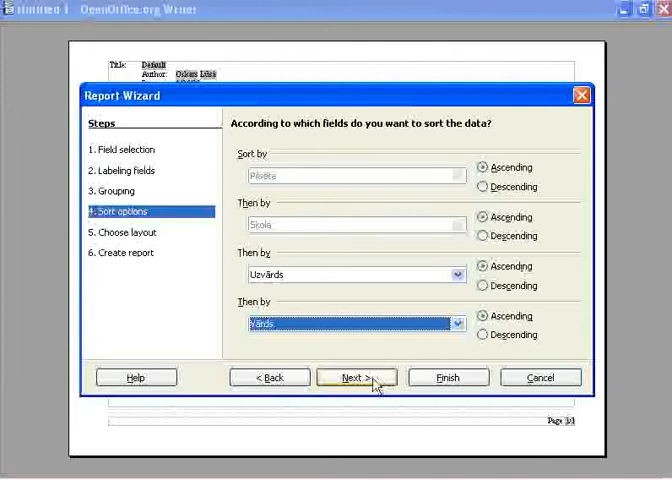 Untitled 1 - OpenOffice.org Writer
Title: Default
Author: Oskars Lūsis
Report Wizard
Steps
1. Field selection
2. Labeling fields
3. Grouping
4. Sort options
5. Choose layout
6. Create report
According to which fields do you want to sort the data?
Sort by
Pilsēta
Ascending
Descending
Then by
Skola
Ascending
Descending
Then by
Uzvārds
Ascending
Descending
Then by
Vārds
Ascending
Descending
Help
< Back
Next >
Finish
Cancel
Page 1/1